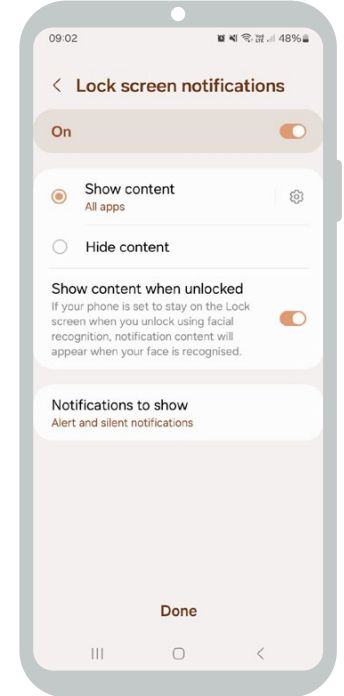 09:02
48%
Lock screen notifications
On
Show content
All apps
Hide content
Show content when unlocked
If your phone is set to stay on the Lock
screen when you unlock using facial
recognition, notification content will
appear when your face is recognised.
Notifications to show
Alert and silent notifications
Done